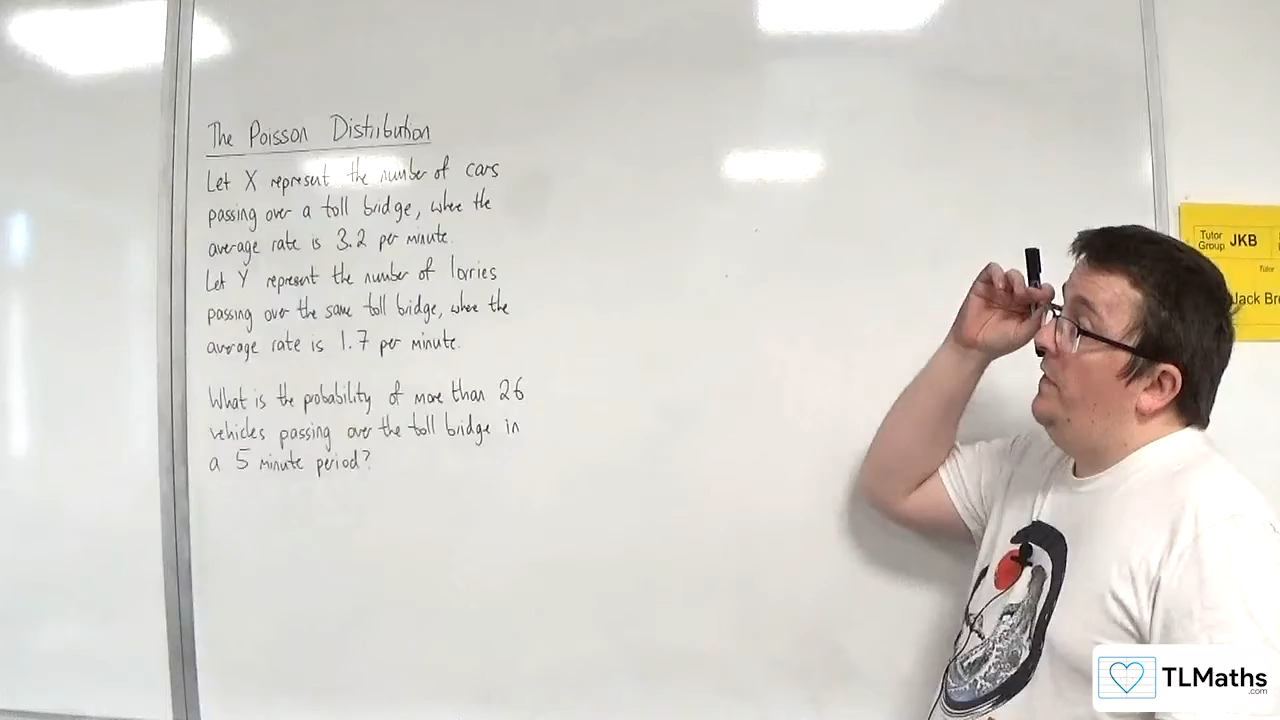 The Poisson Distribution
Let X represent the number of cars
passing over a toll bridge, where the
average rate is 3.2 per minute.
Let Y represent the number of lorries
passing over the same toll bridge, where the
average rate is 1.7 per minute.
What is the probability of more than 26
vehicles passing over the toll bridge in
a 5 minute period?
Tutor
Group JKB
Tutor
Jack
TLMaths
.com